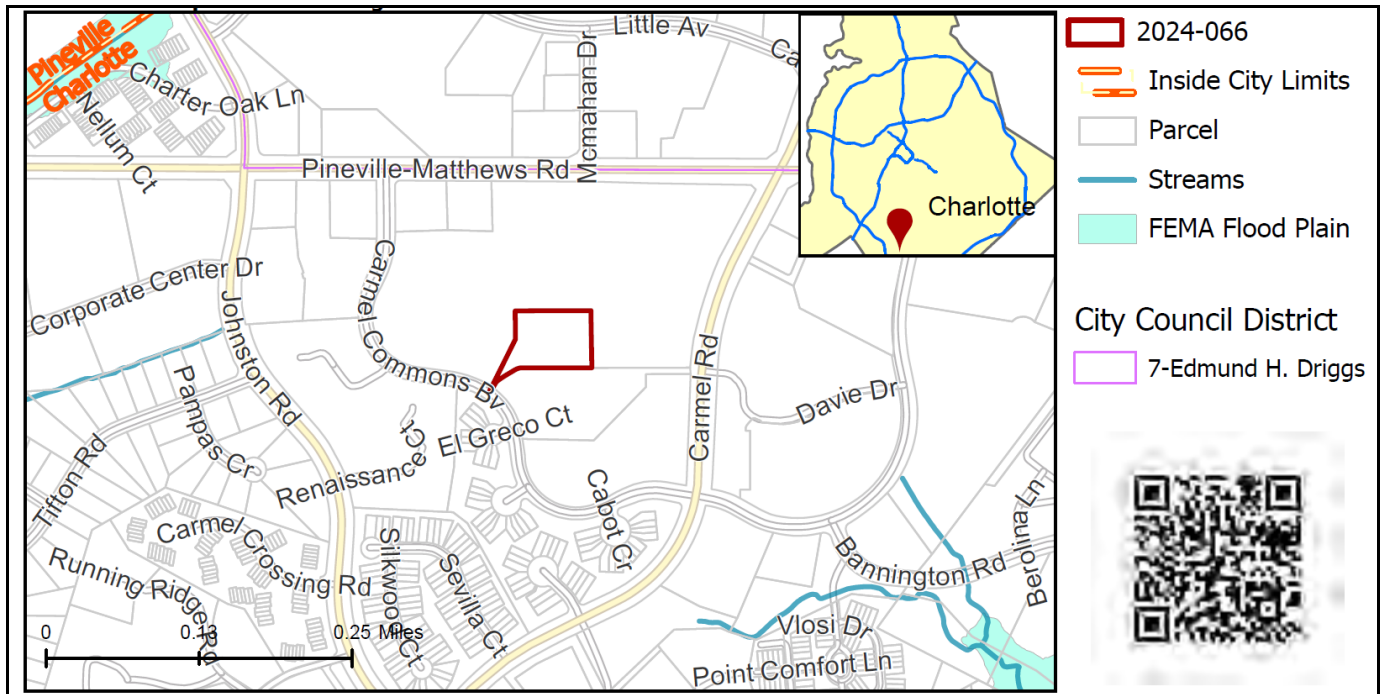 Little Av
Ca
Mcmahan Dr
Pineville
Charlotte
Charter Oak Ln
Nellum Ct
Pineville-Matthews Rd
Charlotte
Corporate Center Dr
Johnston Rd
Carmel Commons Bv
Carmel Rd
Davie Dr
Pampas Cr
El Greco Ct
Renaissance Ct
Tifton Rd
Cabot Cr
Carmel Crossing Rd
Silkwood Ct
Sevilla Ct
Running Ridge Rd
Bannington Rd
Berolina Ln
Vlosi Dr
Point Comfort Ln
0 0.13 0.25 Miles
2024-066
Inside City Limits
Parcel
Streams
FEMA Flood Plain
City Council District
7-Edmund H. Driggs